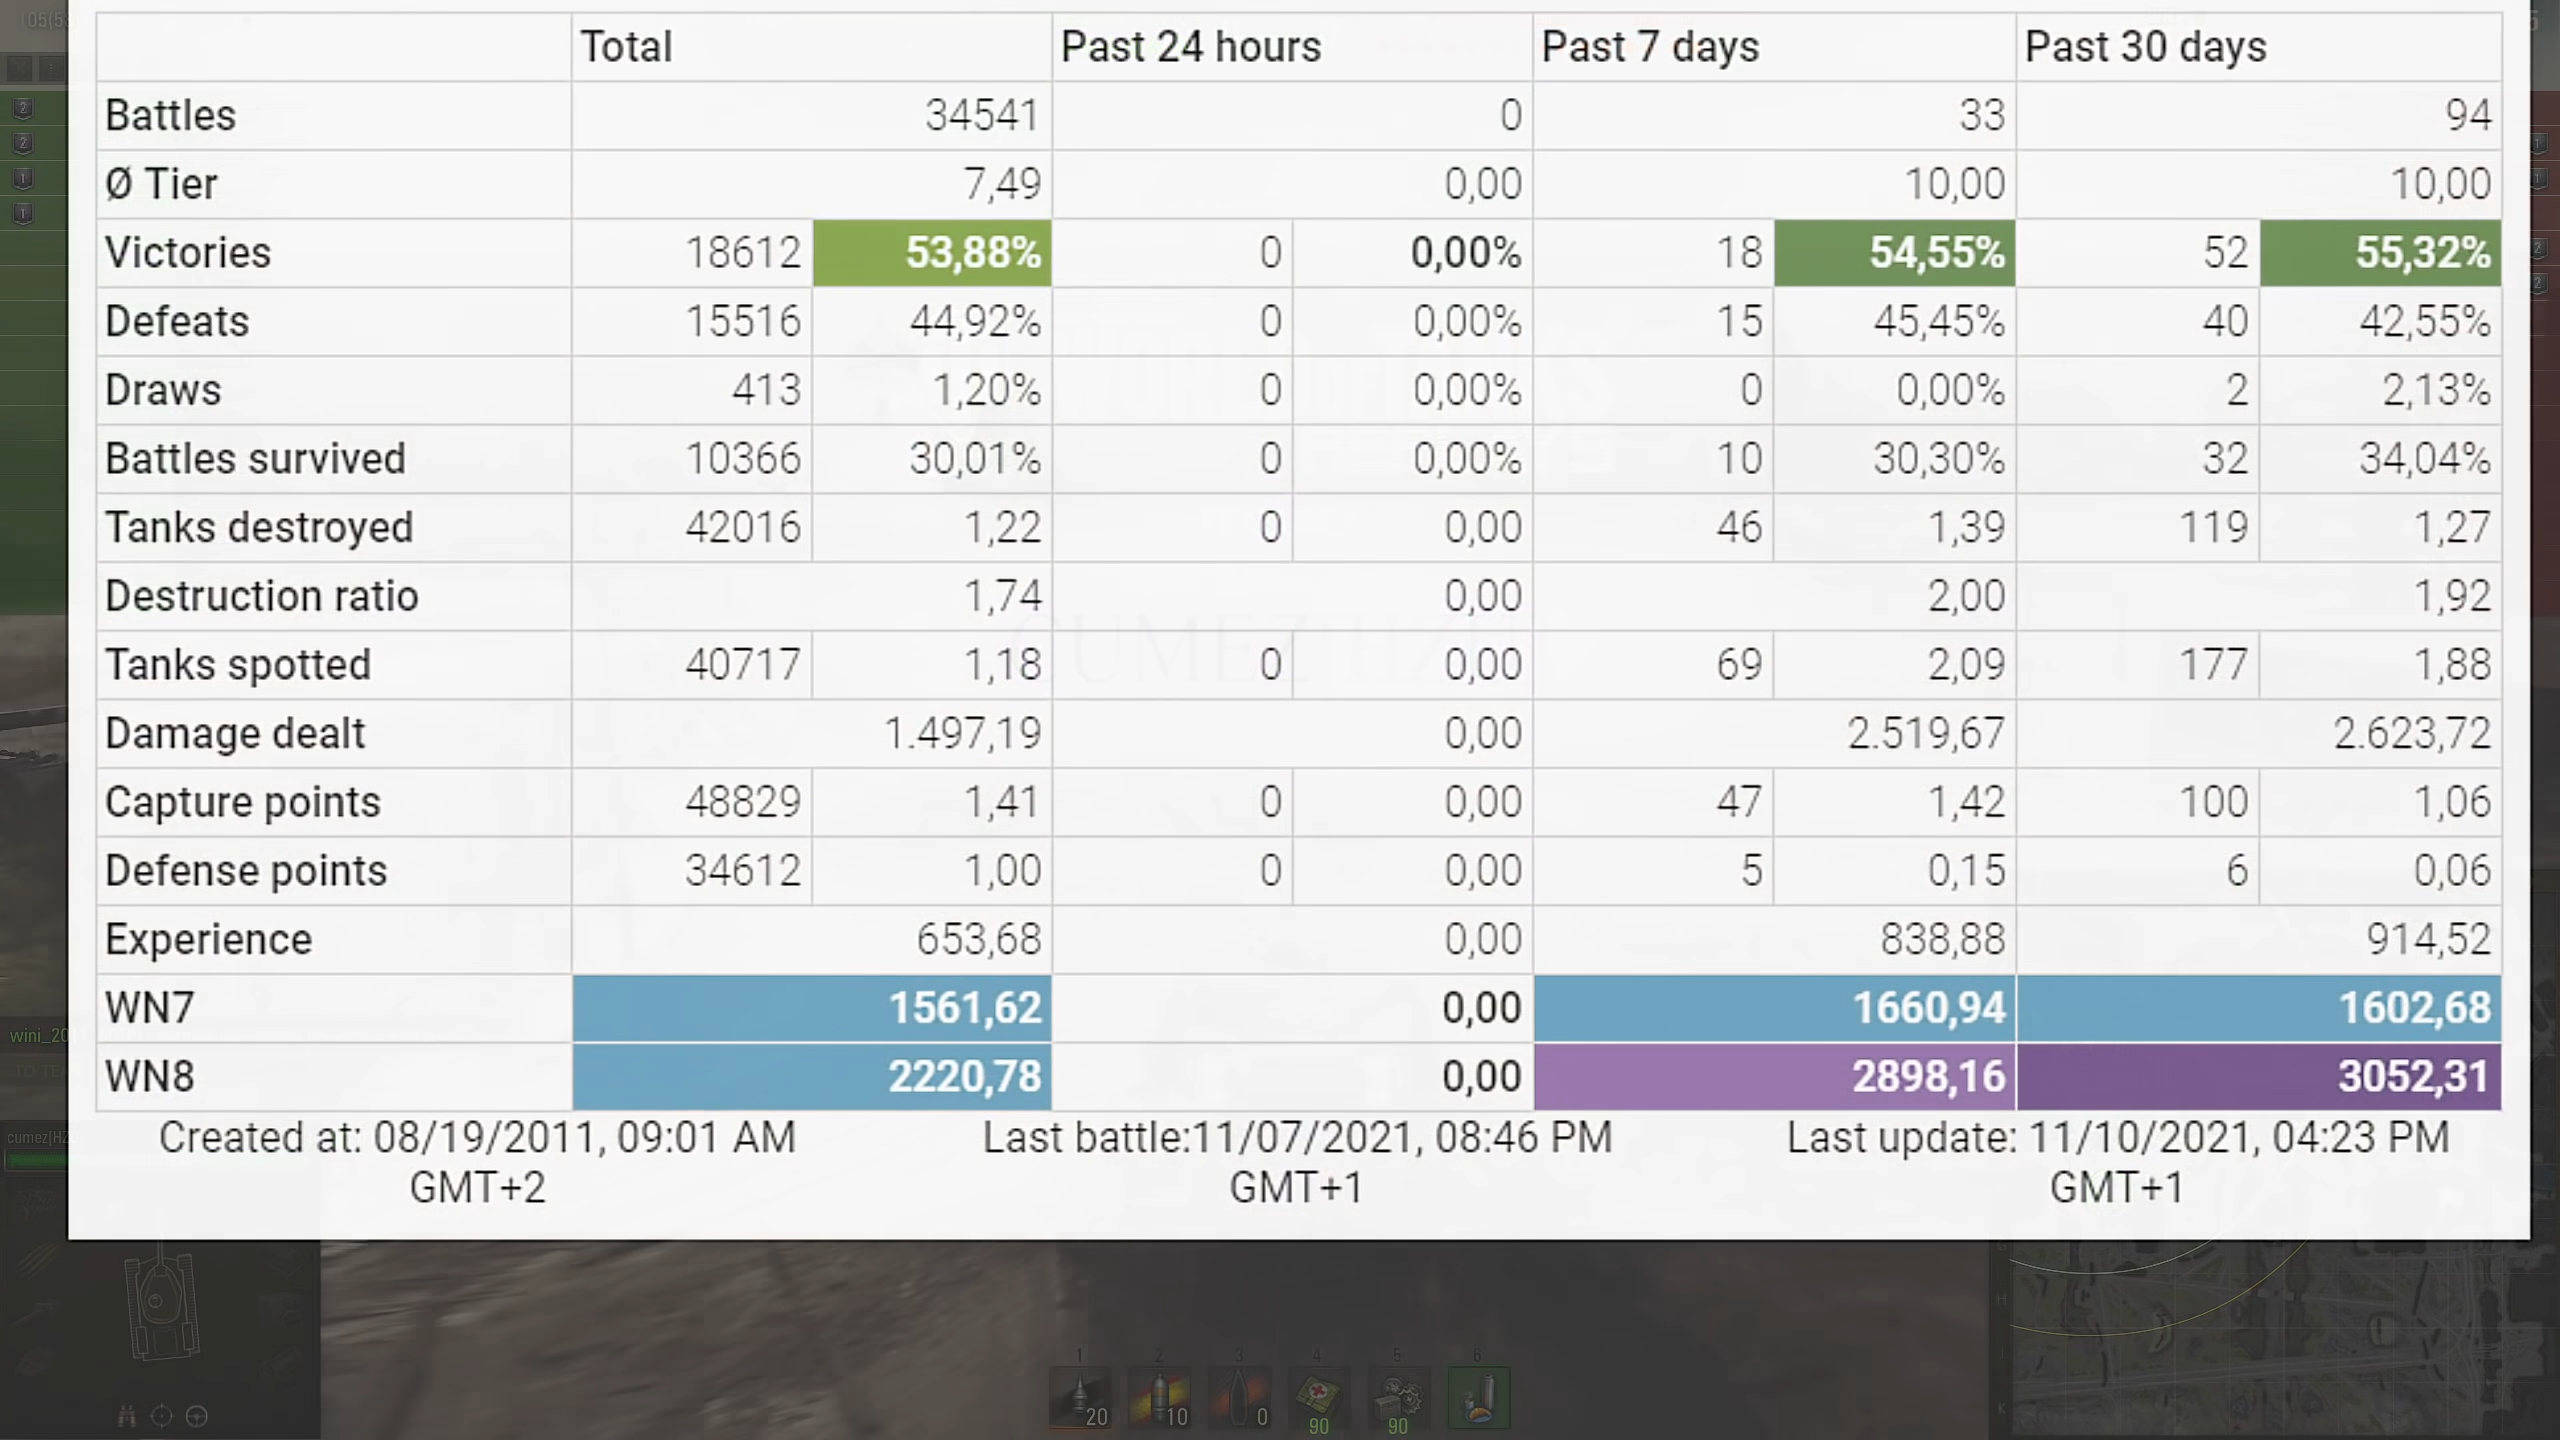 Total Past 24 hours Past 7 days Past 30 days
Battles 34541 0 33 94
Ø Tier 7,49 0,00 10,00 10,00
Victories 18612 53,88% 0 0,00% 18 54,55% 52 55,32%
Defeats 15516 44,92% 0 0,00% 15 45,45% 40 42,55%
Draws 413 1,20% 0 0,00% 0 0,00% 2 2,13%
Battles survived 10366 30,01% 0 0,00% 10 30,30% 32 34,04%
Tanks destroyed 42016 1,22 0 0,00 46 1,39 119 1,27
Destruction ratio 1,74 0,00 2,00 1,92
Tanks spotted 40717 1,18 0 0,00 69 2,09 177 1,88
Damage dealt 1.497,19 0,00 2.519,67 2.623,72
Capture points 48829 1,41 0 0,00 47 1,42 100 1,06
Defense points 34612 1,00 0 0,00 5 0,15 6 0,06
Experience 653,68 0,00 838,88 914,52
WN7 1561,62 0,00 1660,94 1602,68
WN8 2220,78 0,00 2898,16 3052,31
Created at: 08/19/2011, 09:01 AM Last battle:11/07/2021, 08:46 PM Last update: 11/10/2021, 04:23 PM
GMT+2 GMT+1 GMT+1
1 2 3 4 5 6
20 10 0 90 90